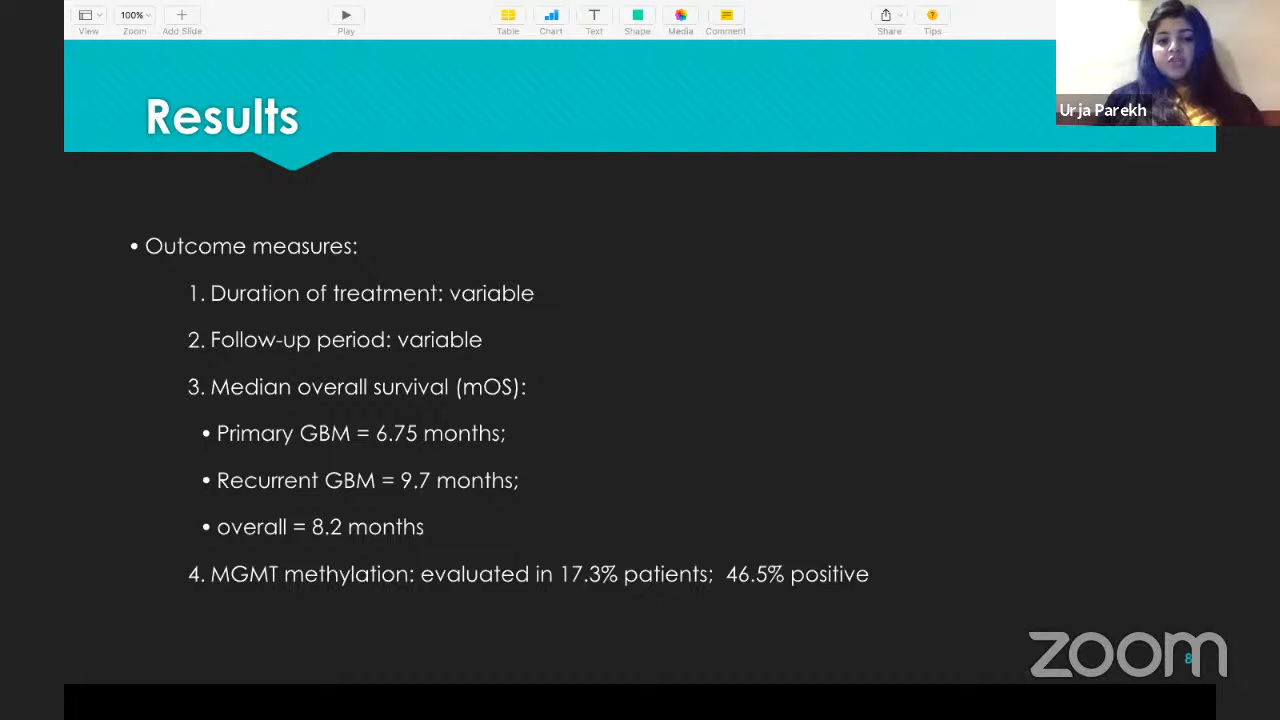 View
100%
Zoom
Add Slide
Play
Table
Chart
T
Text
Shape
Media
Comment
Share
T
Tips
Urja Parekh
Results
• Outcome measures:
1. Duration of treatment: variable
2. Follow-up period: variable
3. Median overall survival (mOS):
• Primary GBM = 6.75 months;
• Recurrent GBM = 9.7 months;
• overall = 8.2 months
4. MGMT methylation: evaluated in 17.3% patients; 46.5% positive
zoom
8